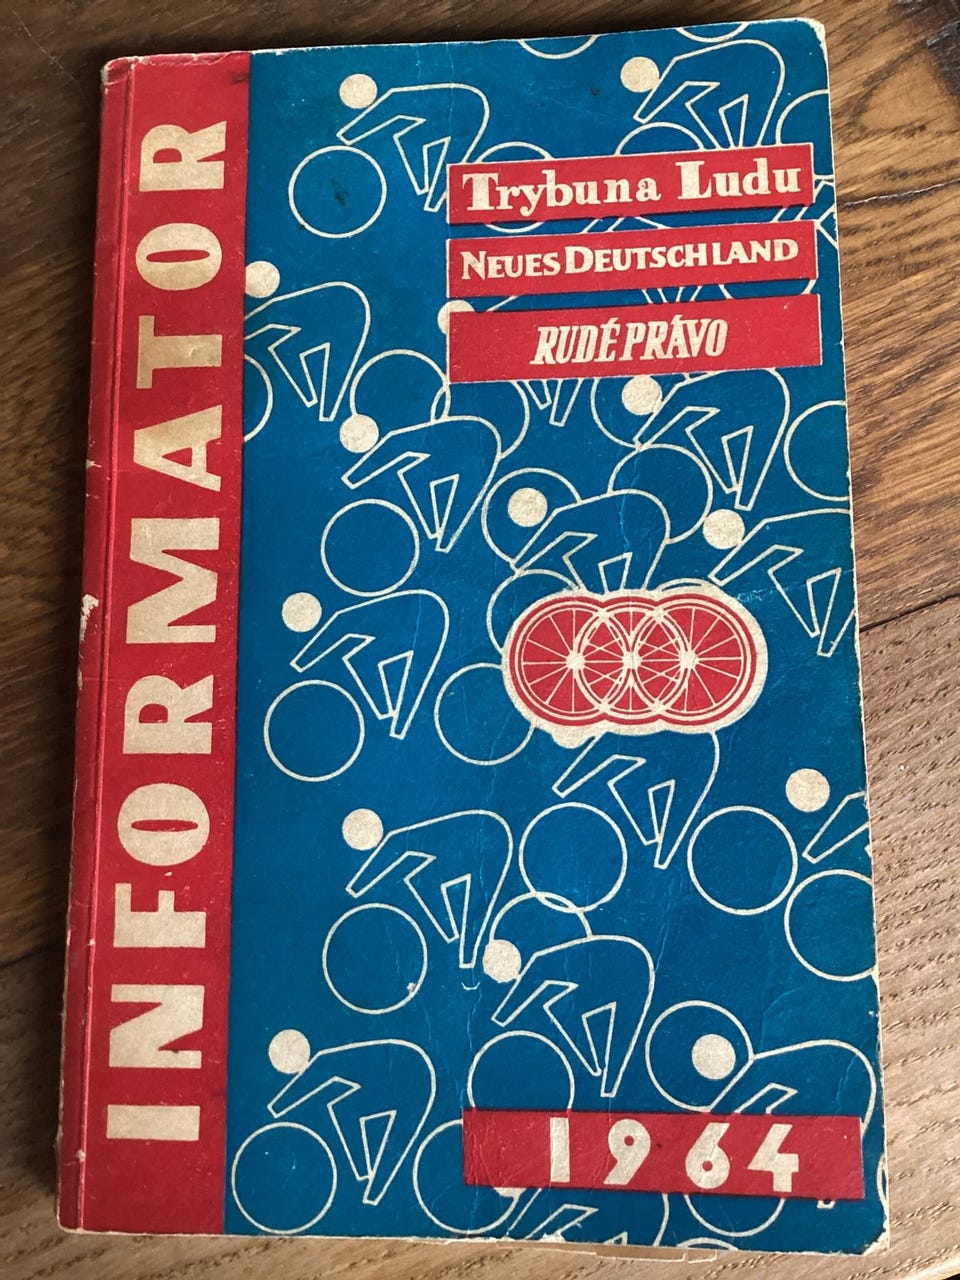 INFORMATOR
Trybuna Ludu
NEUES DEUTSCHLAND
RUDÉ PRÁVO
1964